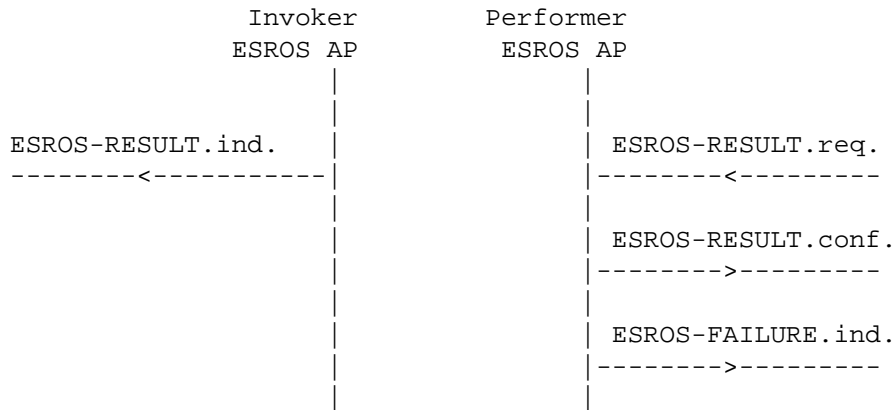 Invoker Performer
ESROS AP ESROS AP
ESROS-RESULT.ind. ESROS-RESULT.req.
ESROS-RESULT.conf.
ESROS-FAILURE.ind.